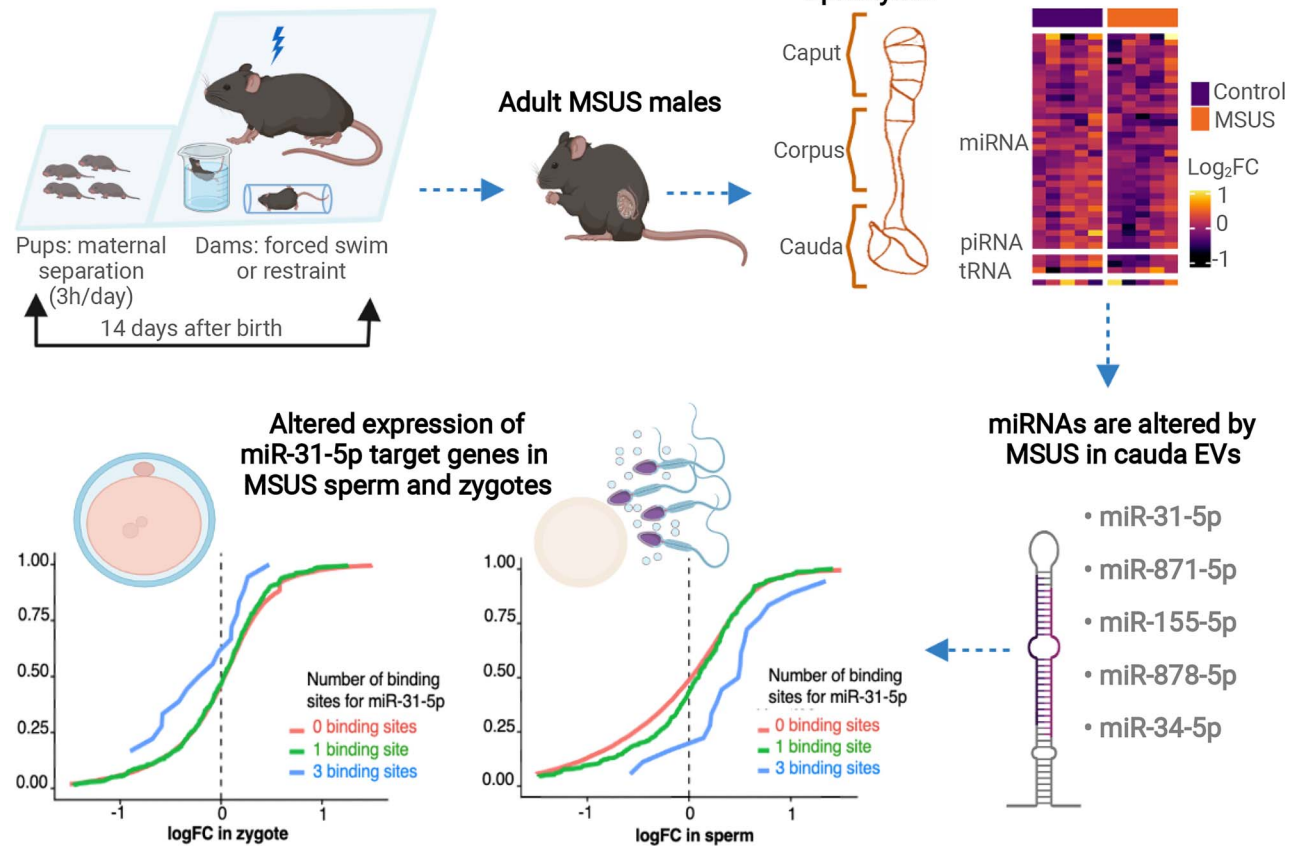 Caput
Corpus
Cauda
Adult MSUS males
Pups: maternal
separation
(3h/day)
Dams: forced swim
or restraint
14 days after birth
miRNA
piRNA
tRNA
Control
MSUS
Log₂FC
1
0
-1
Altered expression of
miR-31-5p target genes in
MSUS sperm and zygotes
miRNAs are altered by
MSUS in cauda EVs
• miR-31-5p
• miR-871-5p
• miR-155-5p
• miR-878-5p
• miR-34-5p
1.00
0.75
0.50
0.25
0.00
-1
0
1
logFC in zygote
Number of binding
sites for miR-31-5p
0 binding sites
1 binding site
3 binding sites
1.00
0.75
0.50
0.25
0.00
-1
0
1
logFC in sperm
Number of binding
sites for miR-31-5p
0 binding sites
1 binding site
3 binding sites